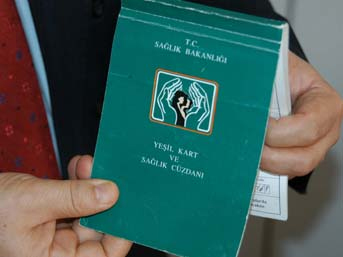 T.C.
SAĞLIK BAKANLIĞI
YEŞİL KART
VE
SAĞLIK CÜZDANI